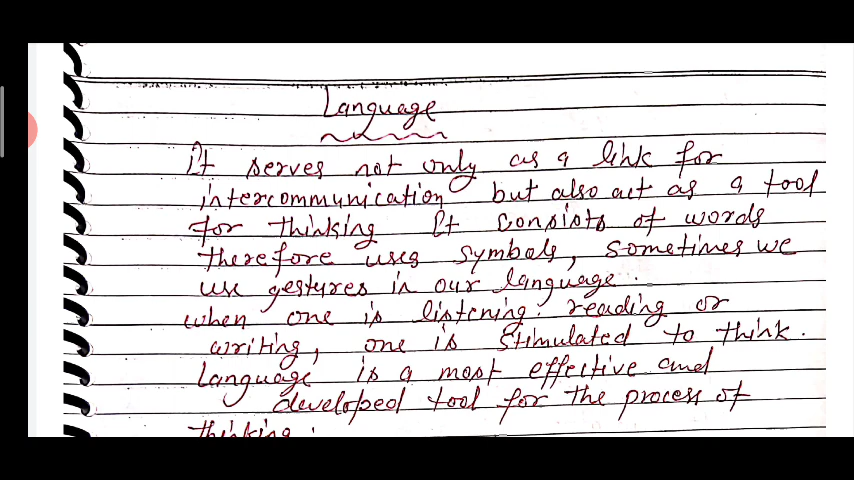 Language
it serves not only as a link for
intercommunication but also act as a tool
for thinking It consists of words
therefore uses symbols, sometimes we
use gestures in our language.
when one is listening. reading or
writing, one is stimulated to think.
Language is a most effective and
developed tool for the process of
thinking.